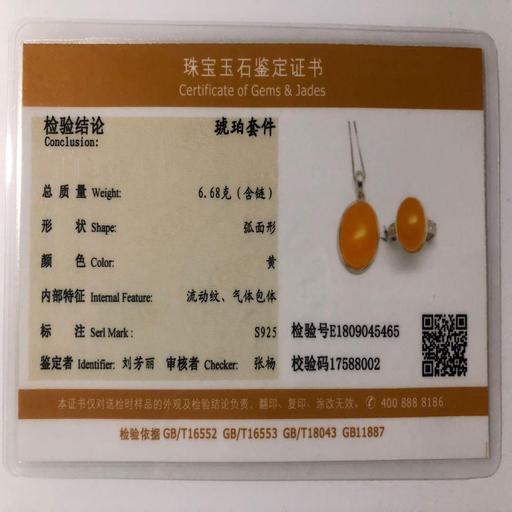 珠宝玉石鉴定证书
Certificate of Gems & Jades
检验结论 琥珀套件
Conclusion:
总质量 Weight: 6.68克(含链)
形状 Shape: 弧面形
颜色 Color: 黄
内部特征 Internal Feature: 流动纹、气体包体
标注 Serl Mark: S925
鉴定者 Identifier: 刘芳丽 审核者 Checker: 张杨
检验号E1809045465
校验码17588002
本证书仅对送检时样品的外观及检验结论负责，翻印、复印、涂改无效。 400 888 8186
检验依据 GB/T16552 GB/T16553 GB/T18043 GB11887